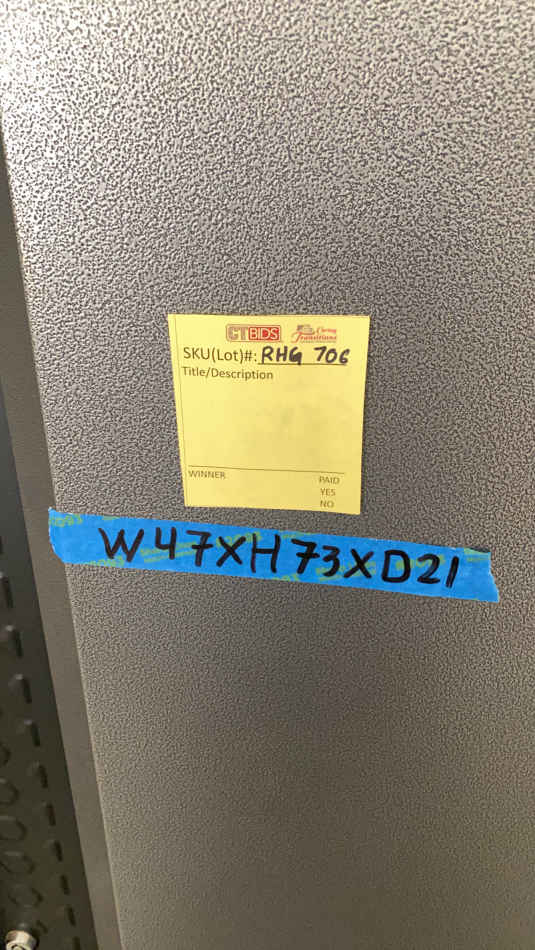 CTBIDS Caring Transitions
SKU(Lot)#: RHG 706
Title/Description
WINNER PAID
YES
NO
W47XH73XD21